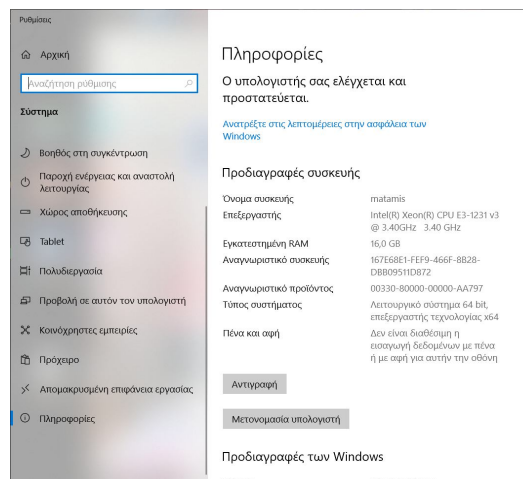 Ρυθμίσεις
Αρχική
Αναζήτηση ρύθμισης
Σύστημα
Βοηθός στη συγκέντρωση
Παροχή ενέργειας και αναστολή
λειτουργίας
Χώρος αποθήκευσης
Tablet
Πολυδιεργασία
Προβολή σε αυτόν τον υπολογιστή
Κοινόχρηστες εμπειρίες
Πρόχειρο
Απομακρυσμένη επιφάνεια εργασίας
Πληροφορίες
Πληροφορίες
Ο υπολογιστής σας ελέγχεται και
προστατεύεται.
Ανατρέξτε στις λεπτομέρειες στην ασφάλεια των
Windows
Προδιαγραφές συσκευής
Όνομα συσκευής matamis
Επεξεργαστής Intel(R) Xeon(R) CPU E3-1231 v3
@ 3.40GHz 3.40 GHz
Εγκατεστημένη RAM 16,0 GB
Αναγνωριστικό συσκευής 167E68E1-FEF9-466F-8B28-
DBB09511D872
Αναγνωριστικό προϊόντος 00330-80000-00000-AA797
Τύπος συστήματος Λειτουργικό σύστημα 64 bit,
επεξεργαστής τεχνολογίας x64
Πένα και αφή Δεν είναι διαθέσιμη η
εισαγωγή δεδομένων με πένα
ή με αφή για αυτήν την οθόνη
Αντιγραφή
Μετονομασία υπολογιστή
Προδιαγραφές των Windows